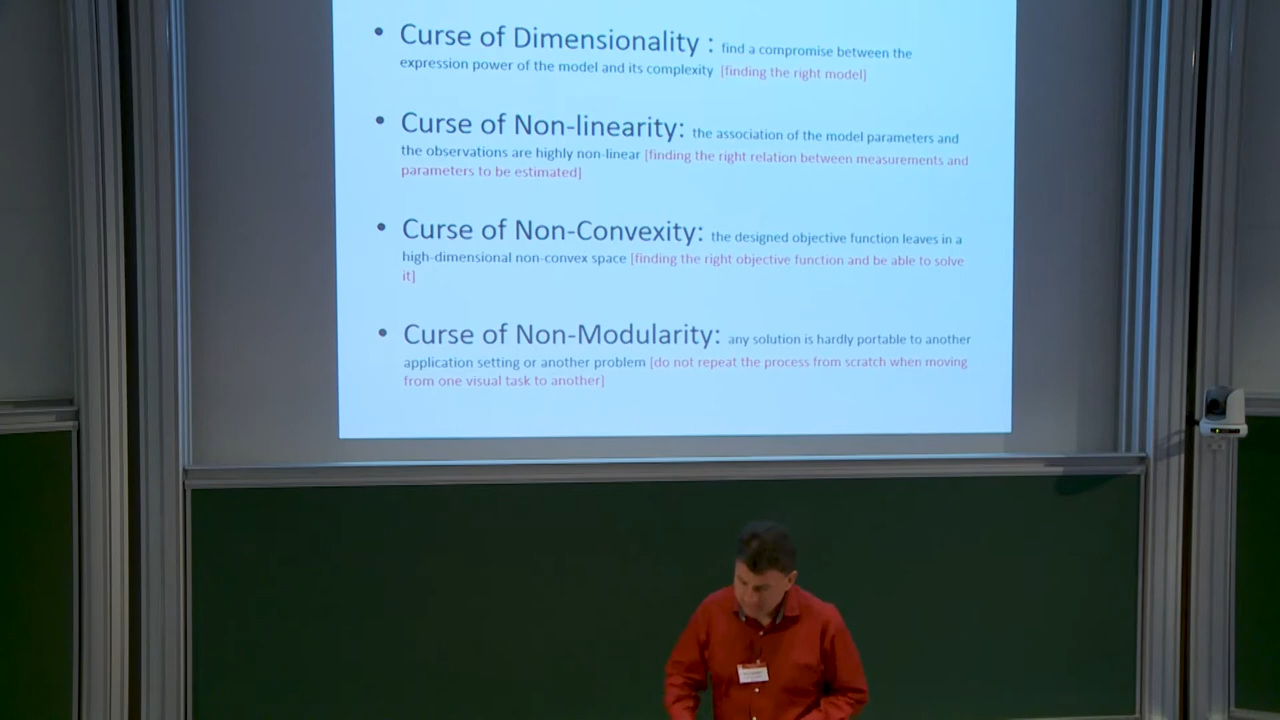 • Curse of Dimensionality : find a compromise between the
expression power of the model and its complexity [finding the right model]
• Curse of Non-linearity: the association of the model parameters and
the observations are highly non-linear [finding the right relation between measurements and
parameters to be estimated]
• Curse of Non-Convexity: the designed objective function leaves in a
high-dimensional non-convex space [finding the right objective function and be able to solve
it]
• Curse of Non-Modularity: any solution is hardly portable to another
application setting or another problem [do not repeat the process from scratch when moving
from one visual task to another]